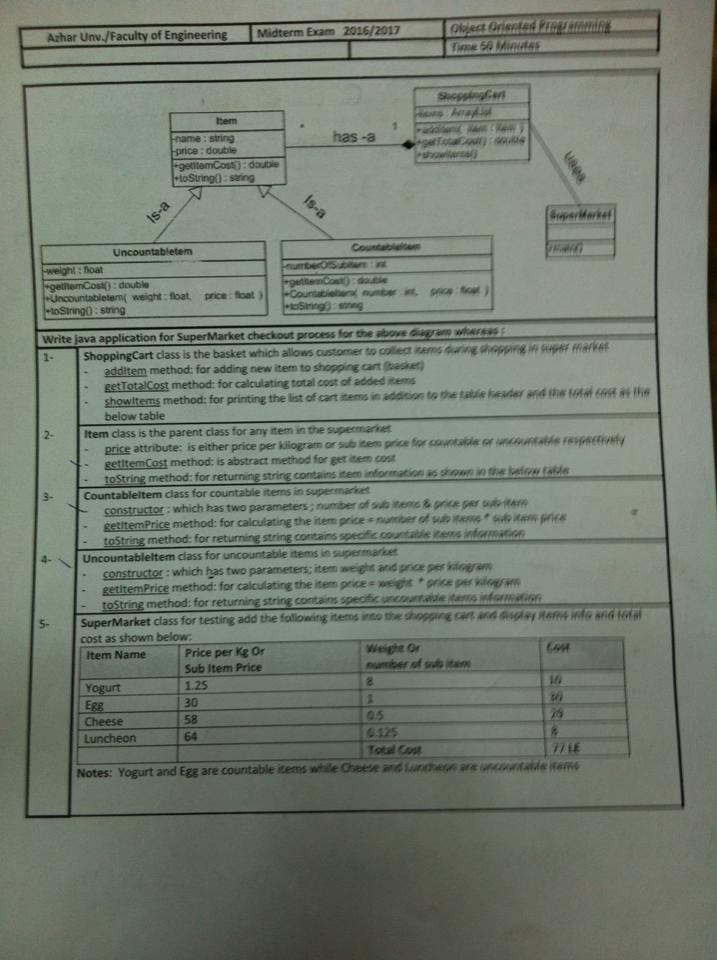 Azhar Unv./Faculty of Engineering
Midterm Exam 2016/2017
Object Oriented Programming
Time 50 Minutes
ShoppingCart
-items : ArrayList
+addItem( item : Item )
+getTotalCost() : double
+showItems()
Item
-name : string
-price : double
+getItemCost() : double
+toString() : string
* has -a 1
uses
SuperMarket
Is-a
Is-a
UncountableItem
-weight : float
+getItemCost() : double
+UncountableItem( weight : float, price : float )
+toString() : string
CountableItem
-numberOfSubItem : int
+getItemCost() : double
+CountableItem( number : int, price : float )
+toString() : string
Write java application for SuperMarket checkout process for the above diagram whereas :
1- ShoppingCart class is the basket which allows customer to collect items during shopping in super market
- addItem method: for adding new item to shopping cart (basket)
- getTotalCost method: for calculating total cost of added items
- showItems method: for printing the list of cart items in addition to the table header and the total cost as the
below table
2- Item class is the parent class for any item in the supermarket
- price attribute: is either price per kilogram or sub item price for countable or uncountable respectively
- getItemCost method: is abstract method for get item cost
- toString method: for returning string contains item information as shown in the below table
3- CountableItem class for countable items in supermarket
- constructor : which has two parameters ; number of sub items & price per sub-item
- getItemPrice method: for calculating the item price = number of sub items * sub item price
- toString method: for returning string contains specific countable items information
4- UncountableItem class for uncountable items in supermarket
- constructor : which has two parameters; item weight and price per kilogram
- getItemPrice method: for calculating the item price = weight * price per kilogram
- toString method: for returning string contains specific uncountable items information
5- SuperMarket class for testing add the following items into the shopping cart and display items info and total
cost as shown below:
Item Name Price per Kg Or Weight Or Cost
Sub Item Price number of sub item
Yogurt 1.25 8 10
Egg 30 1 30
Cheese 58 0.5 29
Luncheon 64 0.125 8
Total Cost 77 LE
Notes: Yogurt and Egg are countable items while Cheese and Luncheon are uncountable items